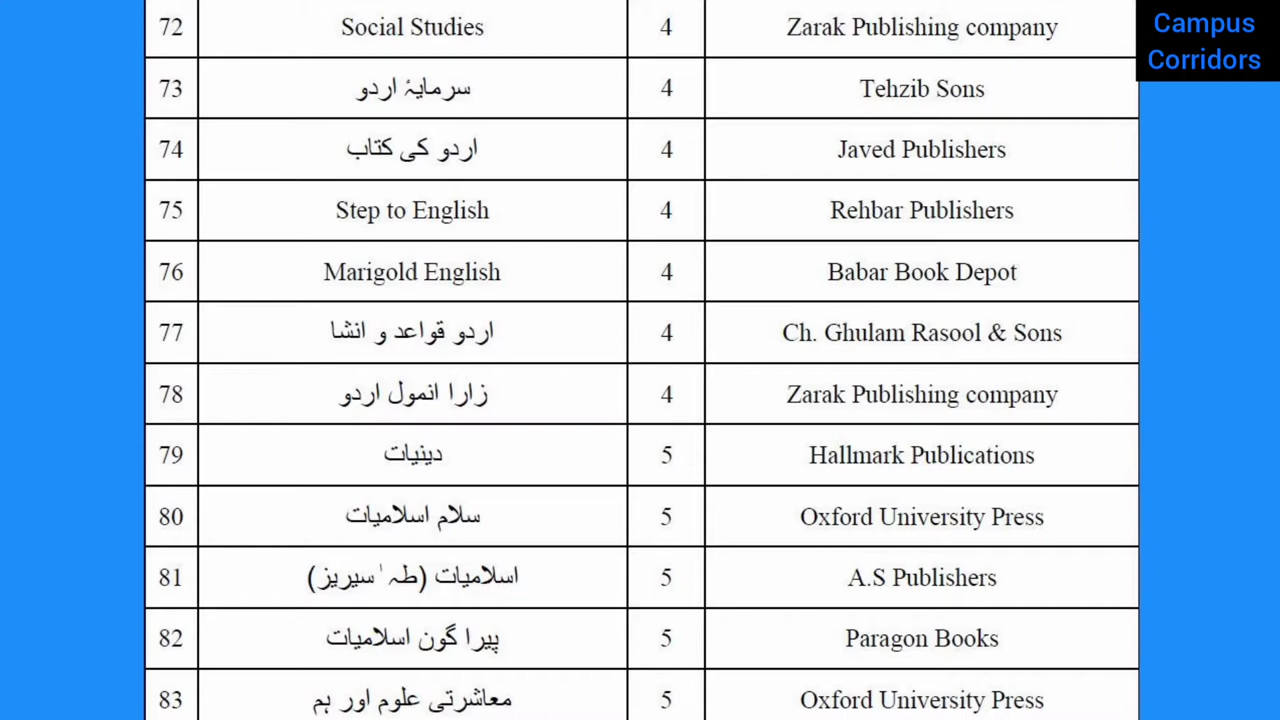 Campus
Corridors
72 Social Studies 4 Zarak Publishing company
73 سرمایۂ اردو 4 Tehzib Sons
74 اردو کی کتاب 4 Javed Publishers
75 Step to English 4 Rehbar Publishers
76 Marigold English 4 Babar Book Depot
77 اردو قواعد و انشا 4 Ch. Ghulam Rasool & Sons
78 زارا انمول اردو 4 Zarak Publishing company
79 دینیات 5 Hallmark Publications
80 سلام اسلامیات 5 Oxford University Press
81 اسلامیات (طہٰ سیریز) 5 A.S Publishers
82 پیرا گون اسلامیات 5 Paragon Books
83 معاشرتی علوم اور ہم 5 Oxford University Press